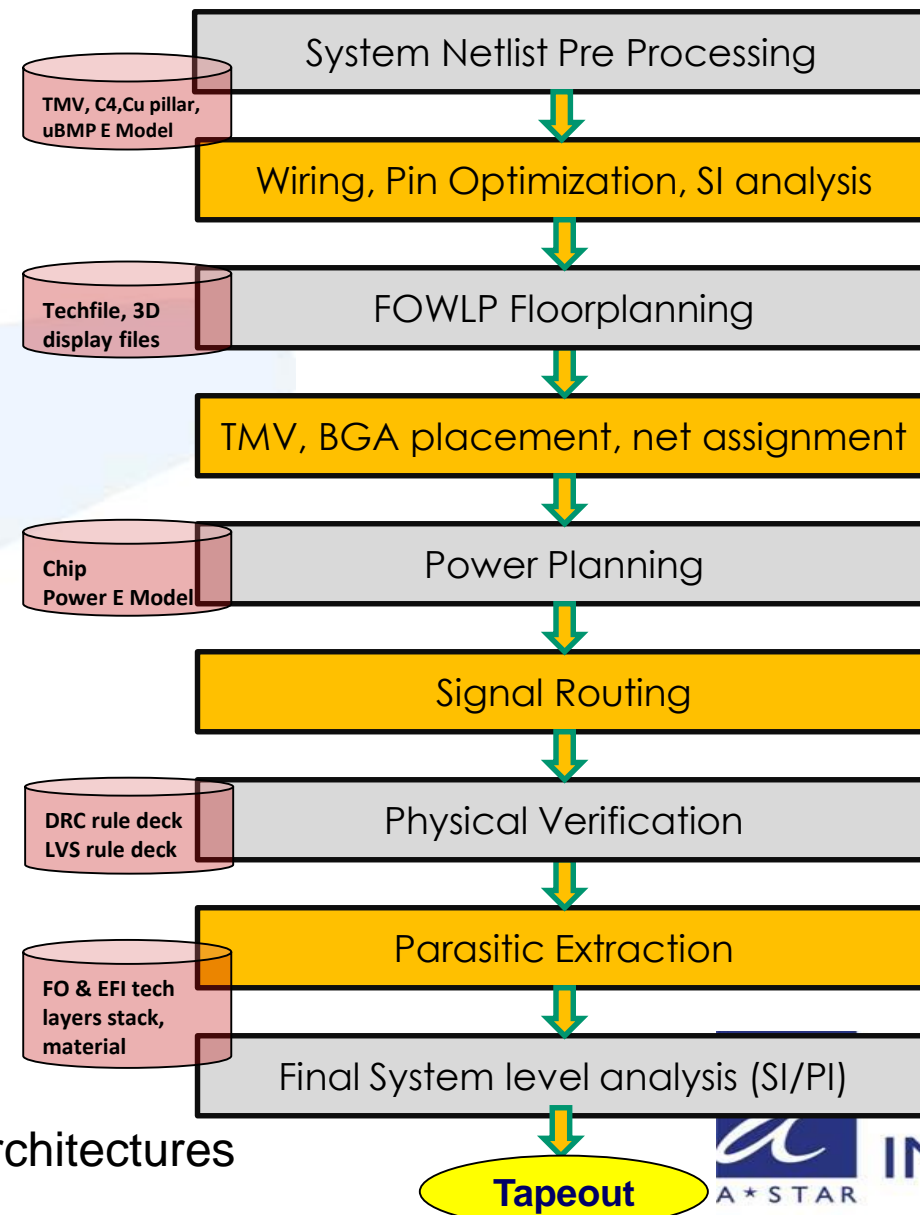 System Netlist Pre Processing
TMV, C4,Cu pillar,
uBMP E Model
Wiring, Pin Optimization, SI analysis
Techfile, 3D
display files
FOWLP Floorplanning
TMV, BGA placement, net assignment
Chip
Power E Model
Power Planning
Signal Routing
DRC rule deck
LVS rule deck
Physical Verification
Parasitic Extraction
FO & EFI tech
layers stack,
material
Final System level analysis (SI/PI)
rchitectures
Tapeout
A★STAR
IN